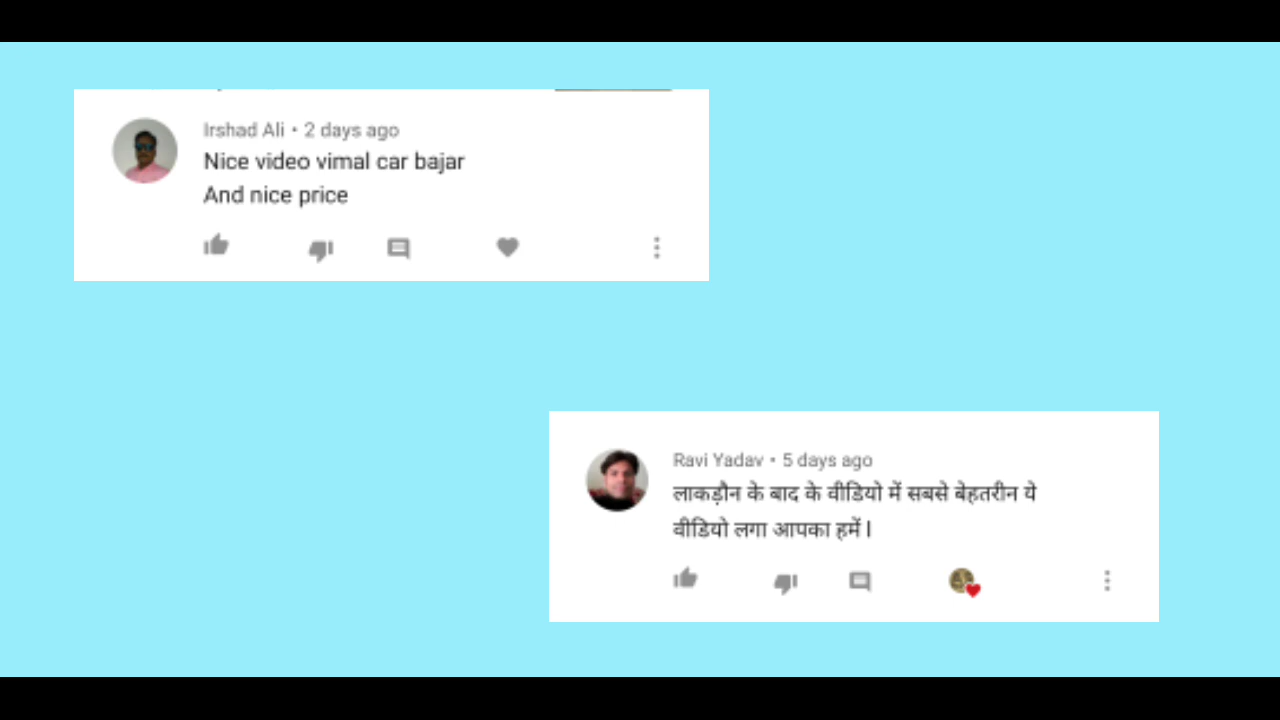 Irshad Ali • 2 days ago
Nice video vimal car bajar
And nice price
Ravi Yadav • 5 days ago
लाकड़ौन के बाद के वीडियो में सबसे बेहतरीन ये
वीडियो लगा आपका हमें l